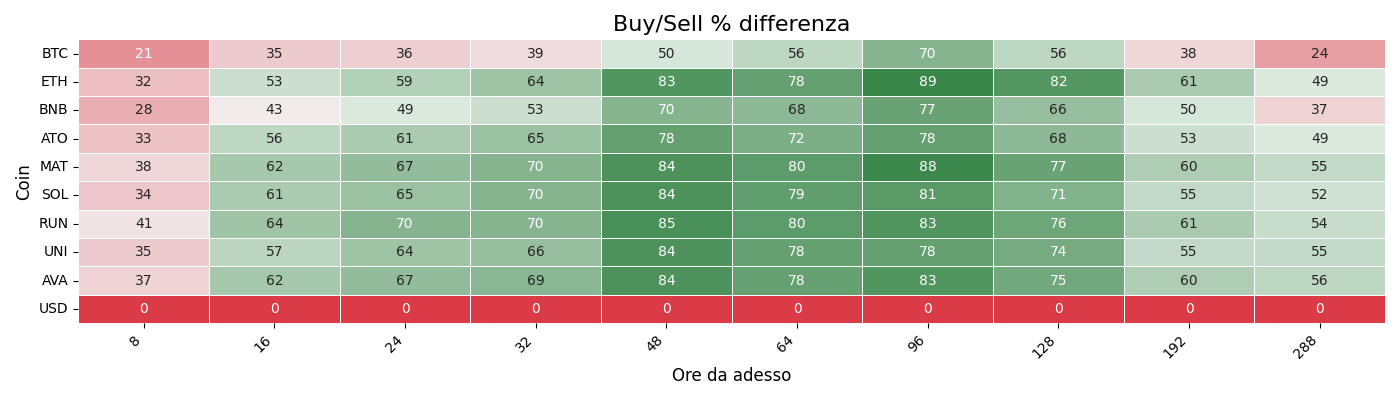 Buy/Sell % differenza
Coin
BTC 21 35 36 39 50 56 70 56 38 24
ETH 32 53 59 64 83 78 89 82 61 49
BNB 28 43 49 53 70 68 77 66 50 37
ATO 33 56 61 65 78 72 78 68 53 49
MAT 38 62 67 70 84 80 88 77 60 55
SOL 34 61 65 70 84 79 81 71 55 52
RUN 41 64 70 70 85 80 83 76 61 54
UNI 35 57 64 66 84 78 78 74 55 55
AVA 37 62 67 69 84 78 83 75 60 56
USD 0 0 0 0 0 0 0 0 0 0
8 16 24 32 48 64 96 128 192 288
Ore da adesso